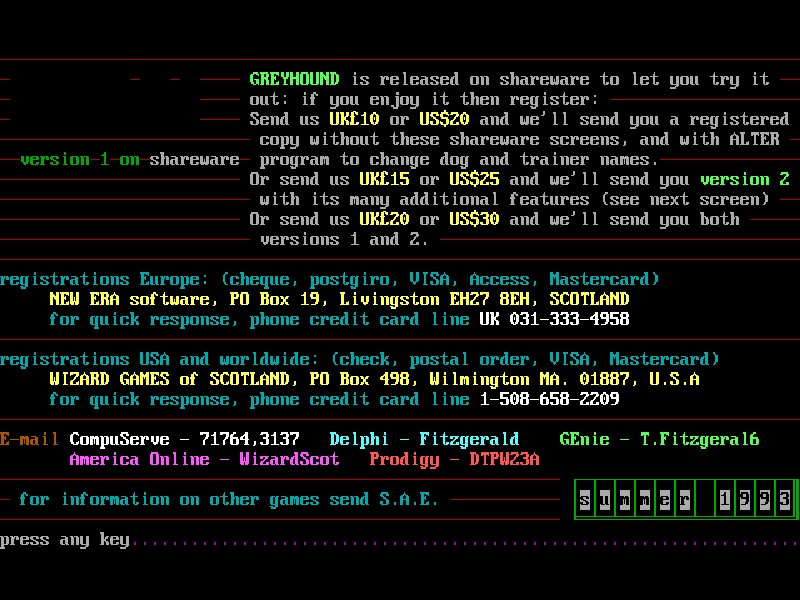 GREYHOUND is released on shareware to let you try it
out: if you enjoy it then register:
Send us UK£10 or US$20 and we'll send you a registered
copy without these shareware screens, and with ALTER
version 1 on shareware program to change dog and trainer names.
Or send us UK£15 or US$25 and we'll send you version 2
with its many additional features (see next screen)
Or send us UK£20 or US$30 and we'll send you both
versions 1 and 2.
registrations Europe: (cheque, postgiro, VISA, Access, Mastercard)
NEW ERA software, PO Box 19, Livingston EH27 8EH, SCOTLAND
for quick response, phone credit card line UK 031-333-4958
registrations USA and worldwide: (check, postal order, VISA, Mastercard)
WIZARD GAMES of SCOTLAND, PO Box 498, Wilmington MA. 01887, U.S.A
for quick response, phone credit card line 1-508-658-2209
E-mail CompuServe - 71764,3137 Delphi - Fitzgerald GEnie - T.Fitzgeral6
America Online - WizardScot Prodigy - DTPW23A
for information on other games send S.A.E. summer 1993
press any key